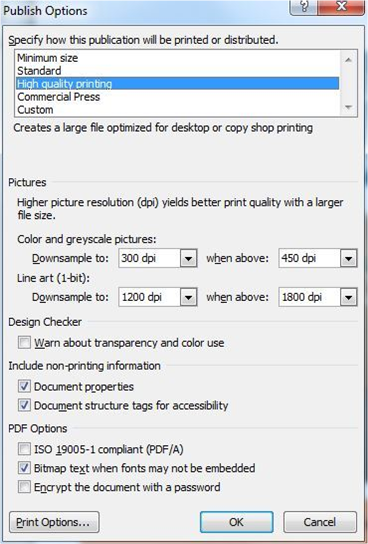 Publish Options
Specify how this publication will be printed or distributed.
Minimum size
Standard
High quality printing
Commercial Press
Custom
Creates a large file optimized for desktop or copy shop printing
Pictures
Higher picture resolution (dpi) yields better print quality with a larger
file size.
Color and greyscale pictures:
Downsample to: 300 dpi when above: 450 dpi
Line art (1-bit):
Downsample to: 1200 dpi when above: 1800 dpi
Design Checker
Warn about transparency and color use
Include non-printing information
Document properties
Document structure tags for accessibility
PDF Options
ISO 19005-1 compliant (PDF/A)
Bitmap text when fonts may not be embedded
Encrypt the document with a password
Print Options... OK Cancel